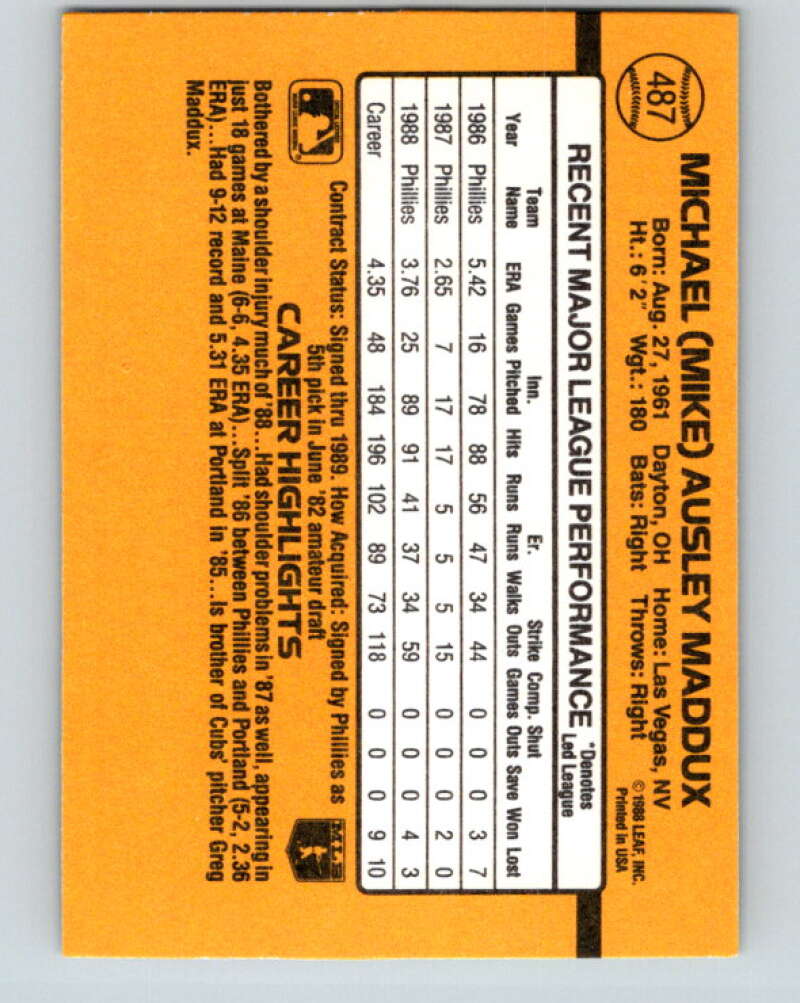 487
MICHAEL (MIKE) AUSLEY MADDUX
Born: Aug. 27, 1961 Dayton, OH Home: Las Vegas, NV
Ht.: 6'2" Wgt.: 180 Bats: Right Throws: Right
© 1988 LEAF, INC.
Printed in USA
RECENT MAJOR LEAGUE PERFORMANCE *Denotes
Led League
Team Inn. Er. Strike Comp. Shut
Year Name ERA Games Pitched Hits Runs Runs Walks Outs Games Outs Save Won Lost
1986 Phillies 5.42 16 78 88 56 47 34 44 0 0 0 3 7
1987 Phillies 2.65 7 17 17 5 5 5 15 0 0 0 2 0
1988 Phillies 3.76 25 89 91 41 37 34 59 0 0 0 4 3
Career 4.35 48 184 196 102 89 73 118 0 0 0 9 10
Contract Status: Signed thru 1989. How Acquired: Signed by Phillies as
5th pick in June '82 amateur draft
MLB
CAREER HIGHLIGHTS
Bothered by a shoulder injury much of '88...Had shoulder problems in '87 as well, appearing in
just 18 games at Maine (6-6, 4.35 ERA)...Split '86 between Phillies and Portland (5-2, 2.36
ERA)...Had 9-12 record and 5.31 ERA at Portland in '85...Is brother of Cubs' pitcher Greg
Maddux.